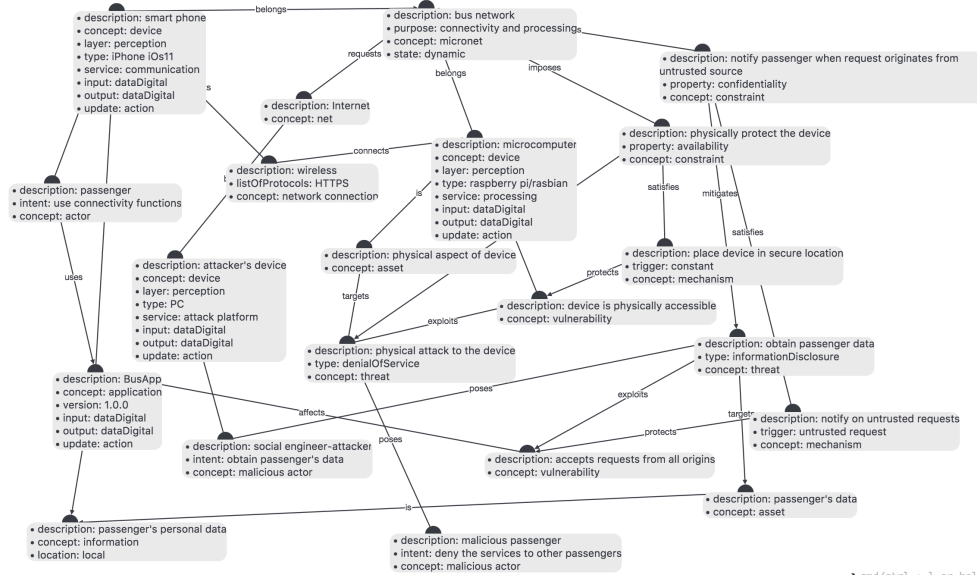 belongs
• description: smart phone
• concept: device
• layer: perception
• type: iPhone iOs11
• service: communication
• input: dataDigital
• output: dataDigital
• update: action
• description: bus network
• purpose: connectivity and processing
• concept: micronet
• state: dynamic
requests
belongs
imposes
• description: notify passenger when request originates from
untrusted source
• property: confidentiality
• concept: constraint
• description: Internet
• concept: net
• description: physically protect the device
• property: availability
• concept: constraint
connects
• description: microcomputer
• concept: device
• layer: perception
• type: raspberry pi/rasbian
• service: processing
• input: dataDigital
• output: dataDigital
• update: action
• description: wireless
• listOfProtocols: HTTPS
• concept: network connection
• description: passenger
• intent: use connectivity functions
• concept: actor
is
satisfies
mitigates
satisfies
• description: physical aspect of device
• concept: asset
• description: place device in secure location
• trigger: constant
• concept: mechanism
uses
• description: attacker's device
• concept: device
• layer: perception
• type: PC
• service: attack platform
• input: dataDigital
• output: dataDigital
• update: action
targets
protects
• description: device is physically accessible
• concept: vulnerability
exploits
• description: physical attack to the device
• type: denialOfService
• concept: threat
• description: obtain passenger data
• type: informationDisclosure
• concept: threat
• description: BusApp
• concept: application
• version: 1.0.0
• input: dataDigital
• output: dataDigital
• update: action
poses
exploits
affects
targets
• description: notify on untrusted requests
• trigger: untrusted request
• concept: mechanism
protects
poses
• description: social engineer-attacker
• intent: obtain passenger's data
• concept: malicious actor
• description: accepts requests from all origins
• concept: vulnerability
• description: passenger's data
• concept: asset
is
• description: passenger's personal data
• concept: information
• location: local
• description: malicious passenger
• intent: deny the services to other passengers
• concept: malicious actor